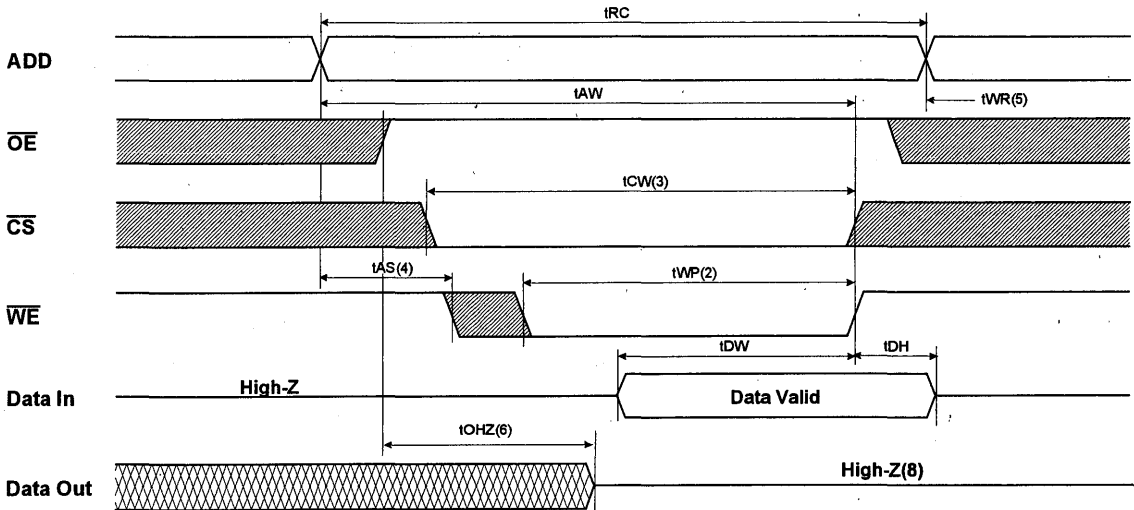 tRC
ADD
tAW
tWR(5)
OE
tCW(3)
CS
tAS(4)
tWP(2)
WE
tDW
tDH
High-Z
Data In
Data Valid
tOHZ(6)
High-Z(8)
Data Out